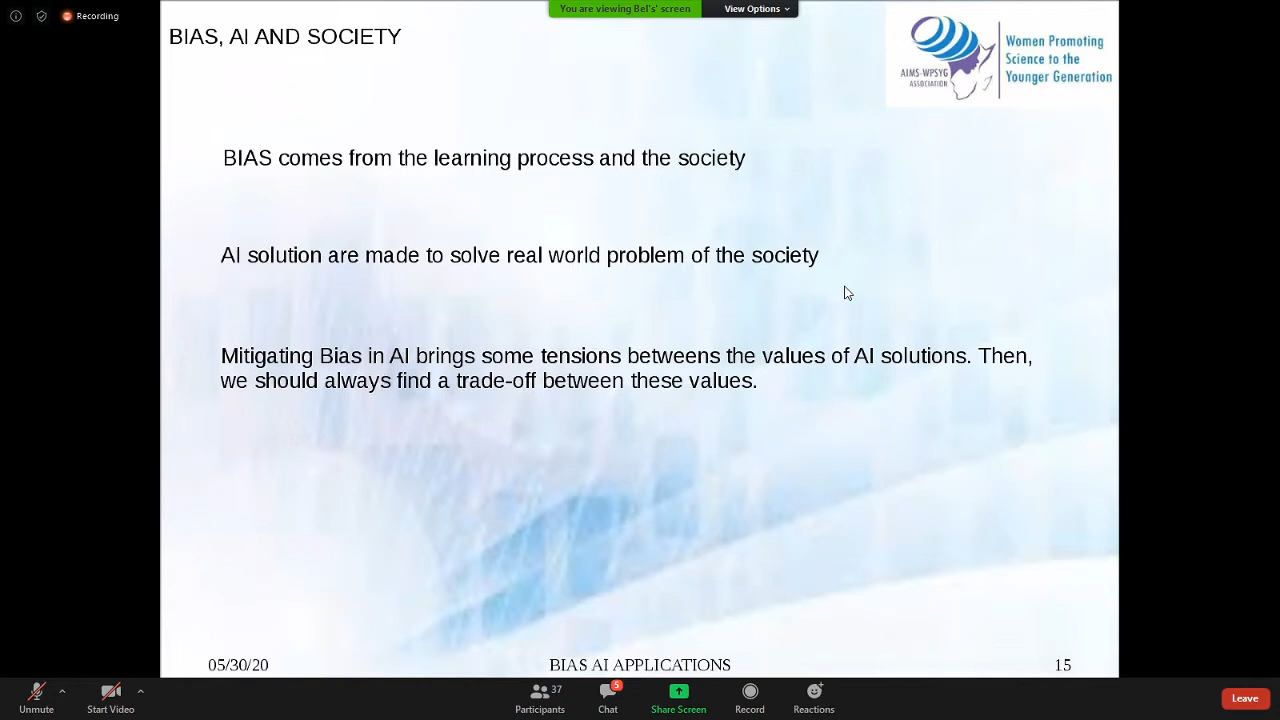 Recording
You are viewing Bel's' screen
View Options
BIAS, AI AND SOCIETY
AIMS-WPSYG
ASSOCIATION
Women Promoting
Science to the
Younger Generation
BIAS comes from the learning process and the society
AI solution are made to solve real world problem of the society
Mitigating Bias in AI brings some tensions betweens the values of AI solutions. Then,
we should always find a trade-off between these values.
05/30/20
BIAS AI APPLICATIONS
15
Unmute
Start Video
37
Participants
5
Chat
Share Screen
Record
Reactions
Leave